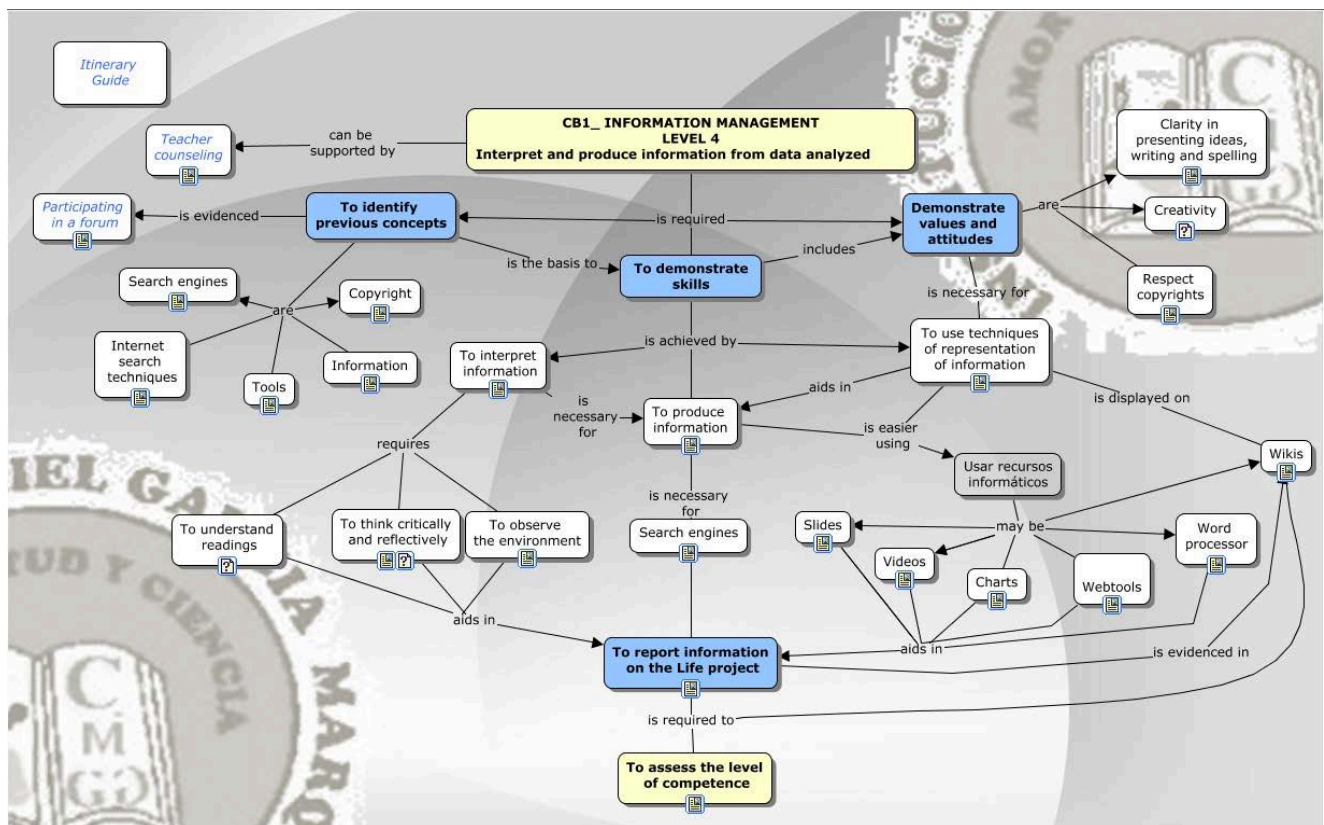 Itinerary
Guide
CB1_ INFORMATION MANAGEMENT
LEVEL 4
Interpret and produce information from data analyzed
can be
supported by
Teacher
counseling
Clarity in
presenting ideas,
writing and spelling
Participating
in a forum
is evidenced
To identify
previous concepts
is required
Demonstrate
values and
attitudes
are
Creativity
is the basis to
To demonstrate
skills
includes
Respect
copyrights
is necessary for
Search engines
Copyright
are
Internet
search
techniques
Tools
Information
To interpret
information
is achieved by
To use techniques
of representation
of information
is
necessary
for
To produce
information
aids in
is displayed on
is easier
using
requires
Usar recursos
informáticos
Wikis
To understand
readings
To think critically
and reflectively
To observe
the environment
is necessary
for
Search engines
Slides
may be
Word
processor
Videos
Charts
Webtools
aids in
To report information
on the Life project
aids in
is evidenced in
is required to
To assess the level
of competence
AMOR
IEL GARCIA MARQ
TUD Y CIENCIA
C
M